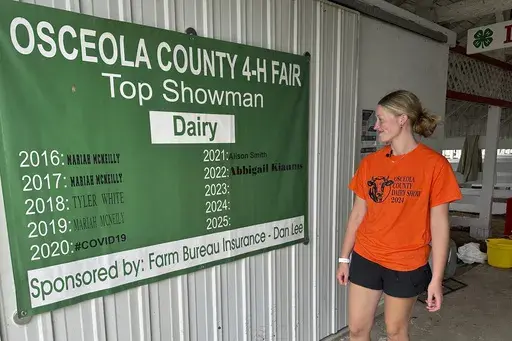 OSCEOLA COUNTY 4-H FAIR
Top Showman
Dairy
2016: MARIAH MCNEILLY
2017: MARIAH MCNEILLY
2018: TYLER WHITE
2019: MARIAH MCNEILY
2020: #COVID19
2021: Alison Smith
2022: Abbigail Kiaunis
2023:
2024:
2025:
Sponsored by: Farm Bureau Insurance - Dan Lee
OSCEOLA
COUNTY
DAIRY SHOW
2024